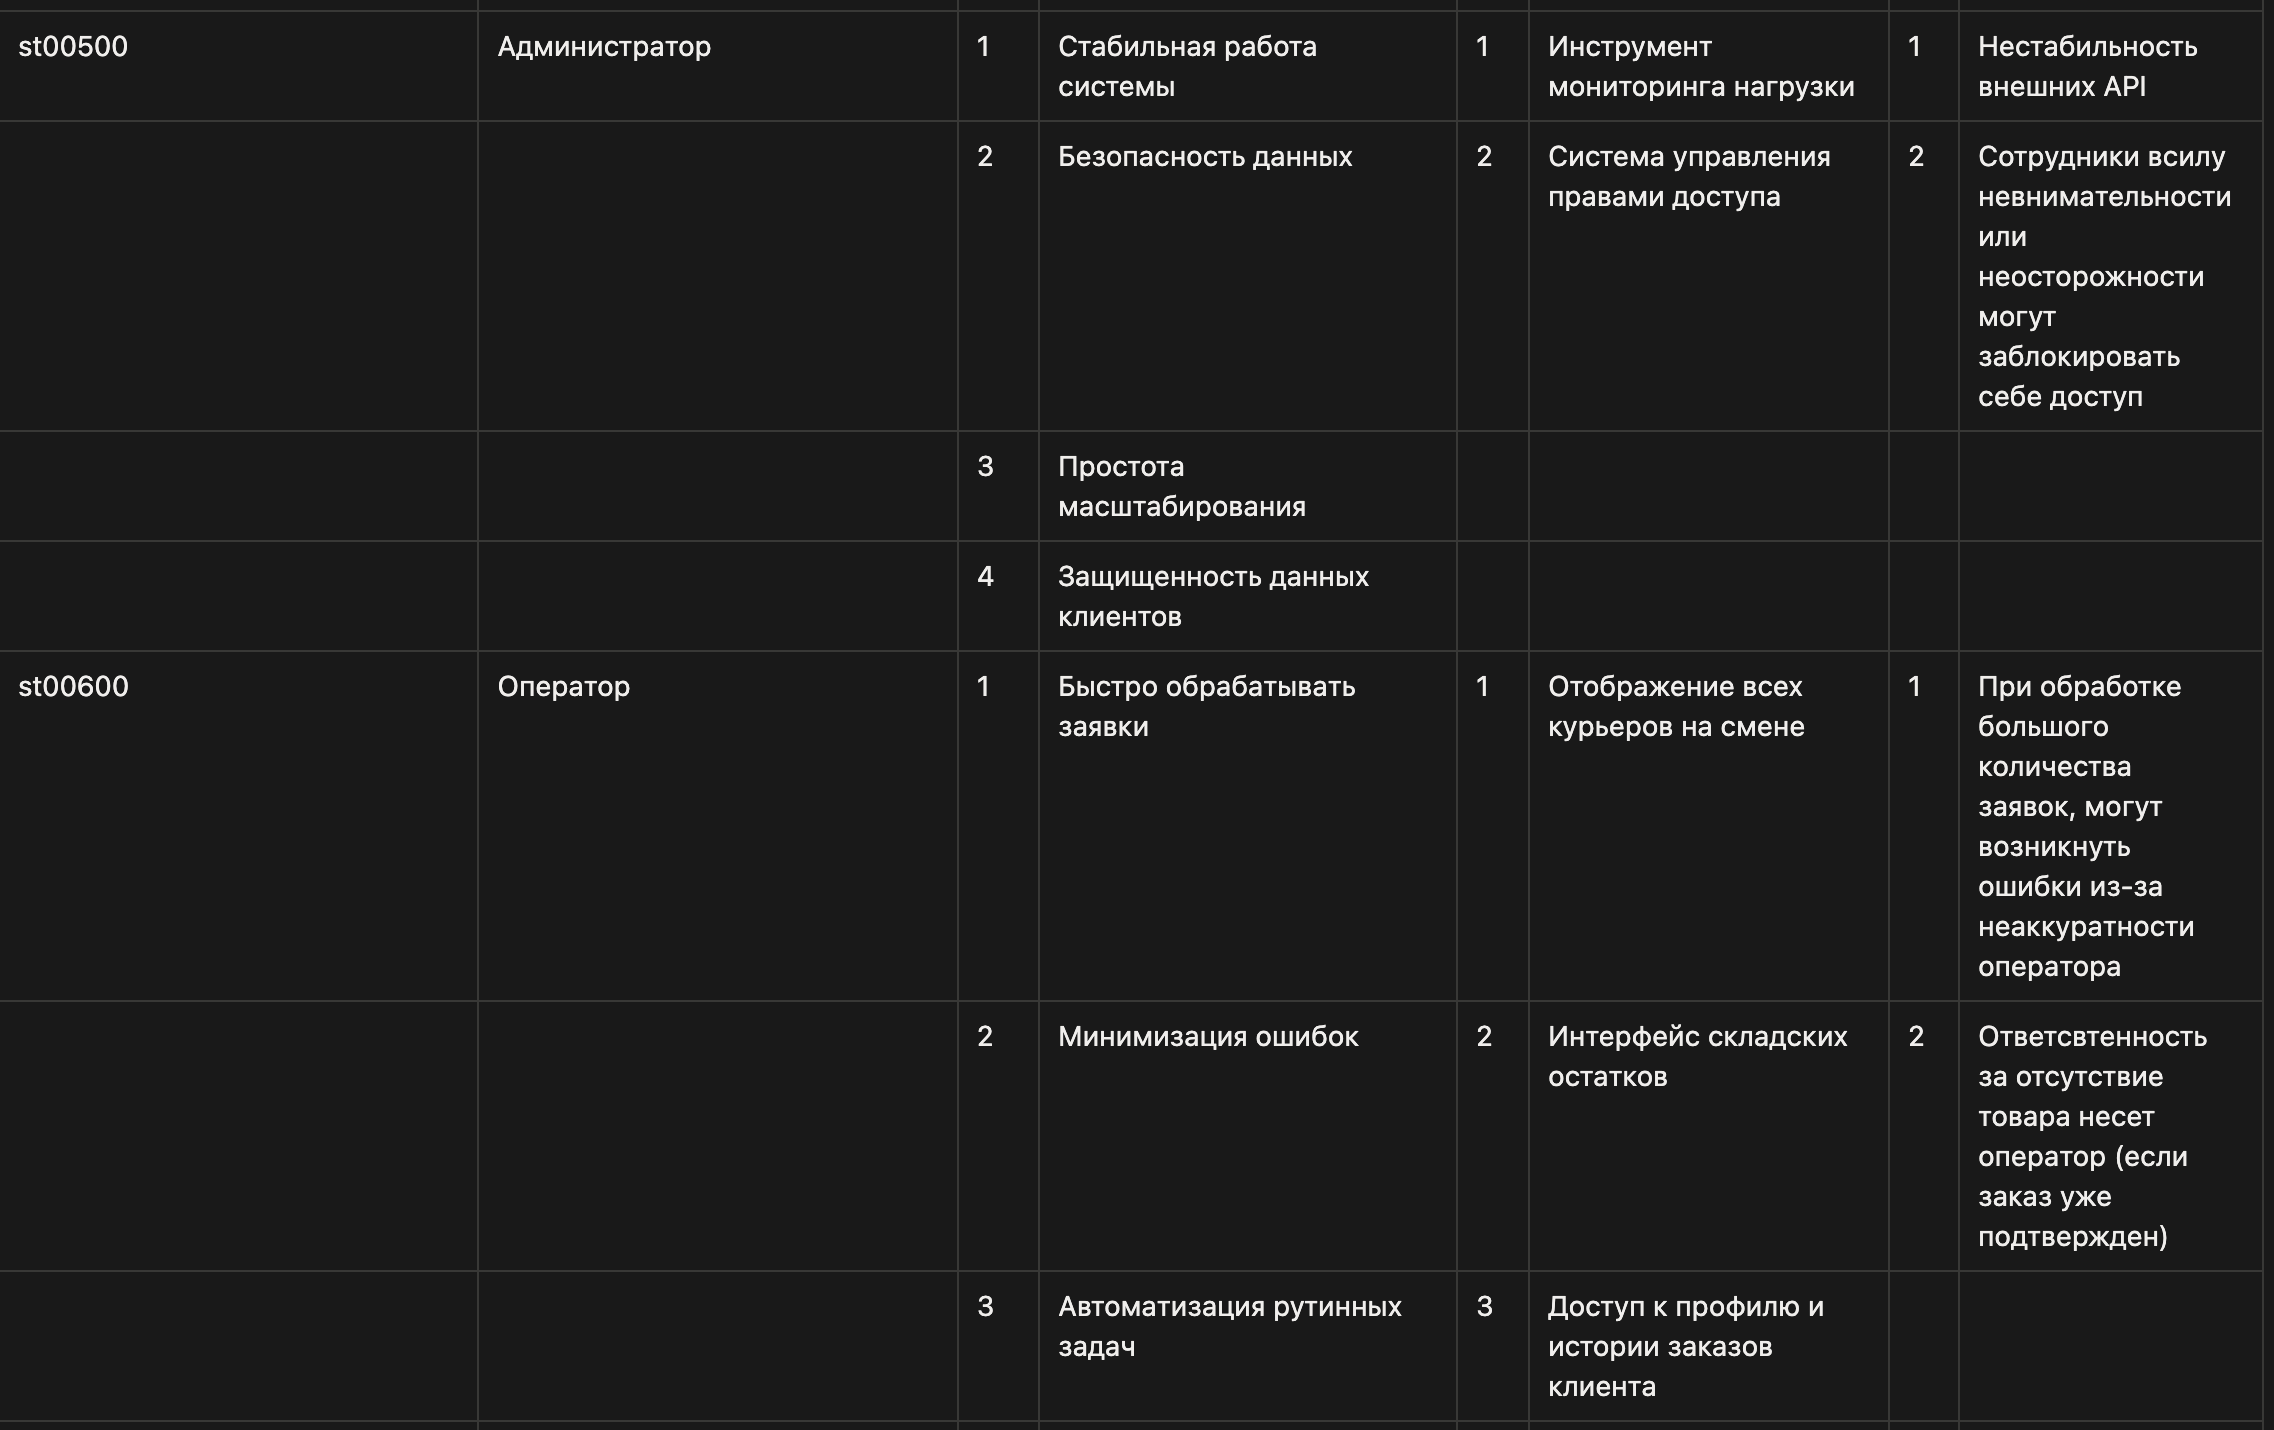 st00500
Администратор
1
Стабильная работа
системы
1
Инструмент
мониторинга нагрузки
1
Нестабильность
внешних API
2
Безопасность данных
2
Система управления
правами доступа
2
Сотрудники всилу
невнимательности
или
неосторожности
могут
заблокировать
себе доступ
3
Простота
масштабирования
4
Защищенность данных
клиентов
st00600
Оператор
1
Быстро обрабатывать
заявки
1
Отображение всех
курьеров на смене
1
При обработке
большого
количества
заявок, могут
возникнуть
ошибки из-за
неаккуратности
оператора
2
Минимизация ошибок
2
Интерфейс складских
остатков
2
Ответсвтенность
за отсутствие
товара несет
оператор (если
заказ уже
подтвержден)
3
Автоматизация рутинных
задач
3
Доступ к профилю и
истории заказов
клиента